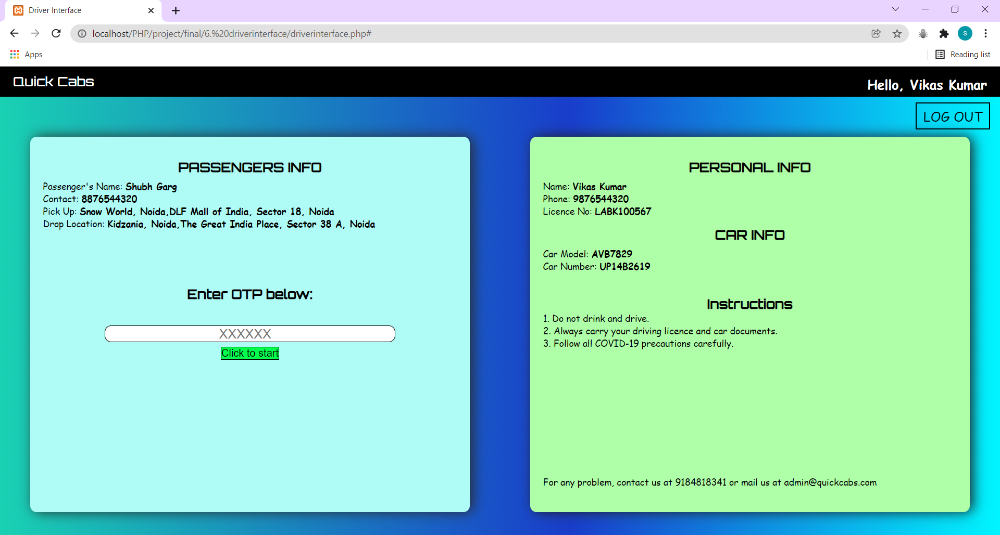 Driver Interface
localhost/PHP/project/final/6.%20driverinterface/driverinterface.php#
S
Apps
Reading list
Quick Cabs
Hello, Vikas Kumar
LOG OUT
PASSENGERS INFO
Passenger's Name: Shubh Garg
Contact: 8876544320
Pick Up: Snow World, Noida,DLF Mall of India, Sector 18, Noida
Drop Location: Kidzania, Noida,The Great India Place, Sector 38 A, Noida
Enter OTP below:
XXXXXX
Click to start
PERSONAL INFO
Name: Vikas Kumar
Phone: 9876544320
Licence No: LABK100567
CAR INFO
Car Model: AVB7829
Car Number: UP14B2619
Instructions
1. Do not drink and drive.
2. Always carry your driving licence and car documents.
3. Follow all COVID-19 precautions carefully.
For any problem, contact us at 9184818341 or mail us at admin@quickcabs.com